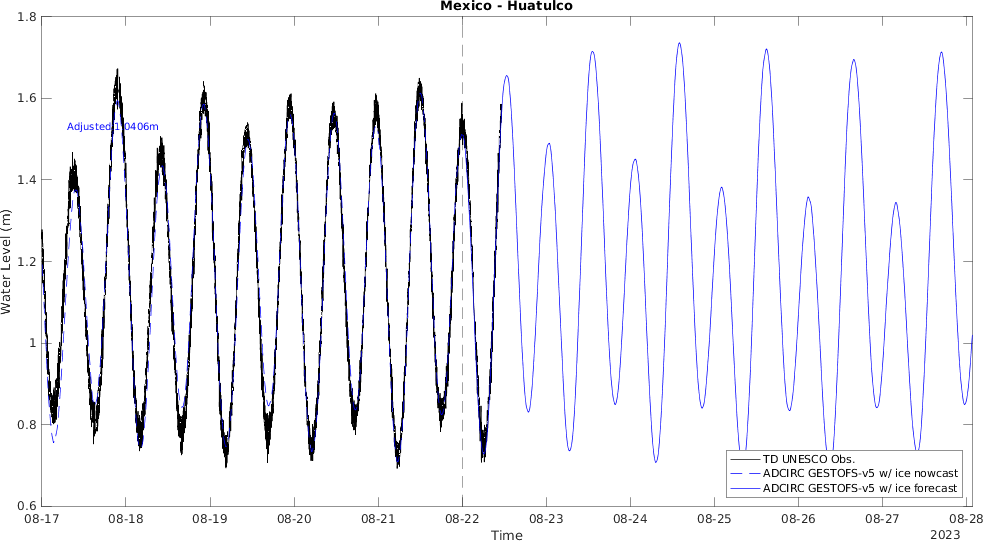 Mexico - Huatulco
1.8
1.6
1.4
1.2
1
0.8
0.6
Water Level (m)
Adjusted 1.0406m
TD UNESCO Obs.
ADCIRC GESTOFS-v5 w/ ice nowcast
ADCIRC GESTOFS-v5 w/ ice forecast
08-17 08-18 08-19 08-20 08-21 08-22 08-23 08-24 08-25 08-26 08-27 08-28
Time
2023